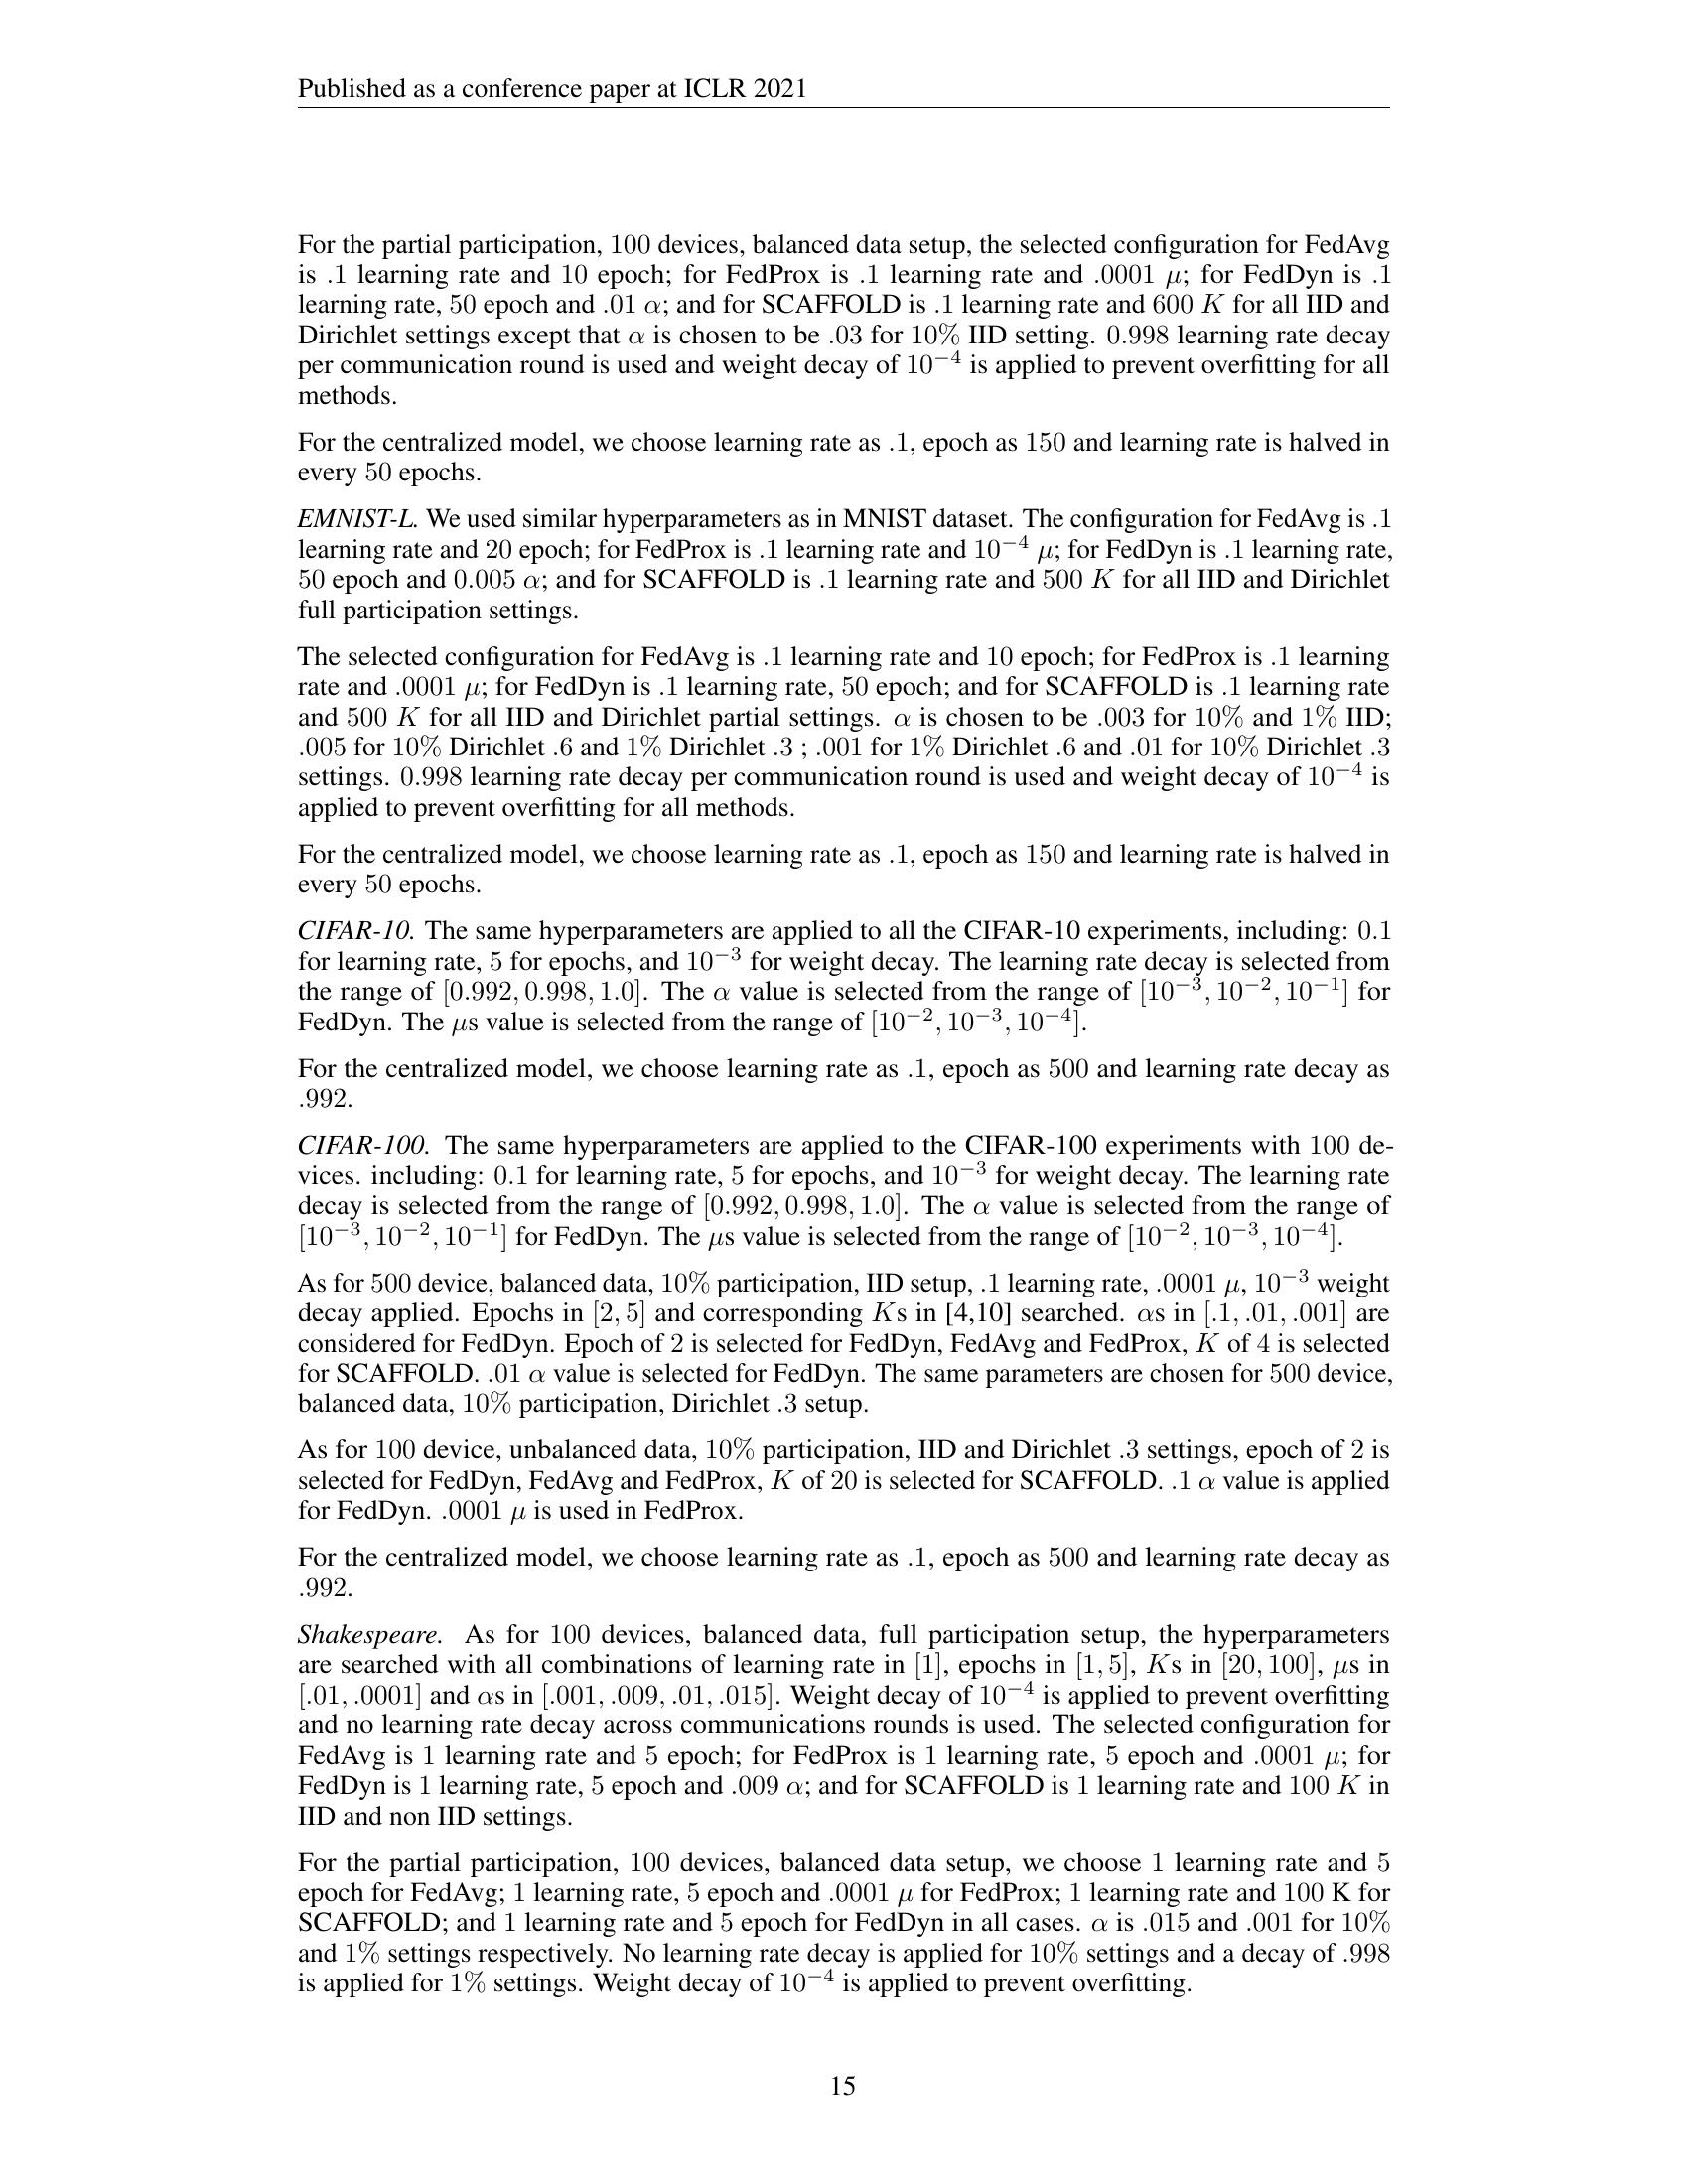 Published as a conference paper at ICLR 2021
For the partial participation, 100 devices, balanced data setup, the selected configuration for FedAvg
is .1 learning rate and 10 epoch; for FedProx is .1 learning rate and .0001 μ; for FedDyn is .1
learning rate, 50 epoch and .01 α; and for SCAFFOLD is .1 learning rate and 600 K for all IID and
Dirichlet settings except that α is chosen to be .03 for 10% IID setting. 0.998 learning rate decay
per communication round is used and weight decay of 10⁻⁴ is applied to prevent overfitting for all
methods.
For the centralized model, we choose learning rate as .1, epoch as 150 and learning rate is halved in
every 50 epochs.
EMNIST-L. We used similar hyperparameters as in MNIST dataset. The configuration for FedAvg is .1
learning rate and 20 epoch; for FedProx is .1 learning rate and 10⁻⁴ μ; for FedDyn is .1 learning rate,
50 epoch and 0.005 α; and for SCAFFOLD is .1 learning rate and 500 K for all IID and Dirichlet
full participation settings.
The selected configuration for FedAvg is .1 learning rate and 10 epoch; for FedProx is .1 learning
rate and .0001 μ; for FedDyn is .1 learning rate, 50 epoch; and for SCAFFOLD is .1 learning rate
and 500 K for all IID and Dirichlet partial settings. α is chosen to be .003 for 10% and 1% IID;
.005 for 10% Dirichlet .6 and 1% Dirichlet .3 ; .001 for 1% Dirichlet .6 and .01 for 10% Dirichlet .3
settings. 0.998 learning rate decay per communication round is used and weight decay of 10⁻⁴ is
applied to prevent overfitting for all methods.
For the centralized model, we choose learning rate as .1, epoch as 150 and learning rate is halved in
every 50 epochs.
CIFAR-10. The same hyperparameters are applied to all the CIFAR-10 experiments, including: 0.1
for learning rate, 5 for epochs, and 10⁻³ for weight decay. The learning rate decay is selected from
the range of [0.992, 0.998, 1.0]. The α value is selected from the range of [10⁻³, 10⁻², 10⁻¹] for
FedDyn. The μs value is selected from the range of [10⁻², 10⁻³, 10⁻⁴].
For the centralized model, we choose learning rate as .1, epoch as 500 and learning rate decay as
.992.
CIFAR-100. The same hyperparameters are applied to the CIFAR-100 experiments with 100 de-
vices. including: 0.1 for learning rate, 5 for epochs, and 10⁻³ for weight decay. The learning rate
decay is selected from the range of [0.992, 0.998, 1.0]. The α value is selected from the range of
[10⁻³, 10⁻², 10⁻¹] for FedDyn. The μs value is selected from the range of [10⁻², 10⁻³, 10⁻⁴].
As for 500 device, balanced data, 10% participation, IID setup, .1 learning rate, .0001 μ, 10⁻³ weight
decay applied. Epochs in [2, 5] and corresponding Ks in [4,10] searched. αs in [.1, .01, .001] are
considered for FedDyn. Epoch of 2 is selected for FedDyn, FedAvg and FedProx, K of 4 is selected
for SCAFFOLD. .01 α value is selected for FedDyn. The same parameters are chosen for 500 device,
balanced data, 10% participation, Dirichlet .3 setup.
As for 100 device, unbalanced data, 10% participation, IID and Dirichlet .3 settings, epoch of 2 is
selected for FedDyn, FedAvg and FedProx, K of 20 is selected for SCAFFOLD. .1 α value is applied
for FedDyn. .0001 μ is used in FedProx.
For the centralized model, we choose learning rate as .1, epoch as 500 and learning rate decay as
.992.
Shakespeare. As for 100 devices, balanced data, full participation setup, the hyperparameters
are searched with all combinations of learning rate in [1], epochs in [1, 5], Ks in [20, 100], μs in
[.01, .0001] and αs in [.001, .009, .01, .015]. Weight decay of 10⁻⁴ is applied to prevent overfitting
and no learning rate decay across communications rounds is used. The selected configuration for
FedAvg is 1 learning rate and 5 epoch; for FedProx is 1 learning rate, 5 epoch and .0001 μ; for
FedDyn is 1 learning rate, 5 epoch and .009 α; and for SCAFFOLD is 1 learning rate and 100 K in
IID and non IID settings.
For the partial participation, 100 devices, balanced data setup, we choose 1 learning rate and 5
epoch for FedAvg; 1 learning rate, 5 epoch and .0001 μ for FedProx; 1 learning rate and 100 K for
SCAFFOLD; and 1 learning rate and 5 epoch for FedDyn in all cases. α is .015 and .001 for 10%
and 1% settings respectively. No learning rate decay is applied for 10% settings and a decay of .998
is applied for 1% settings. Weight decay of 10⁻⁴ is applied to prevent overfitting.
15